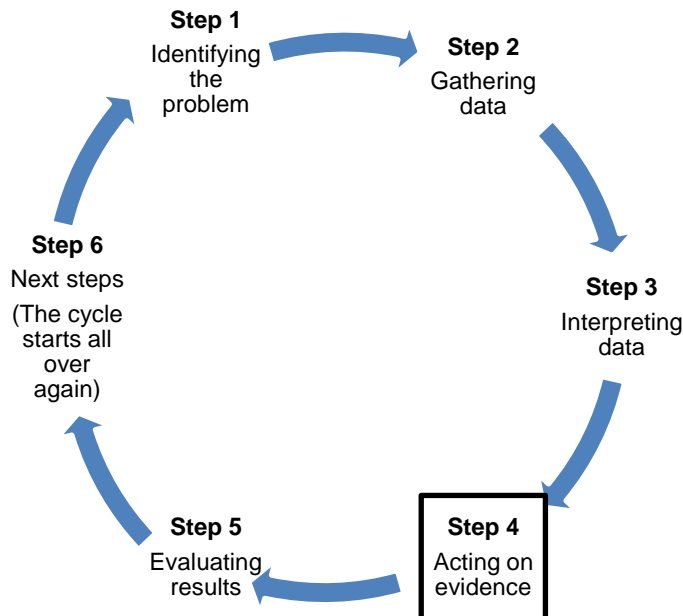 Step 1
Identifying
the
problem
Step 2
Gathering
data
Step 3
Interpreting
data
Step 4
Acting on
evidence
Step 5
Evaluating
results
Step 6
Next steps
(The cycle
starts all
over
again)